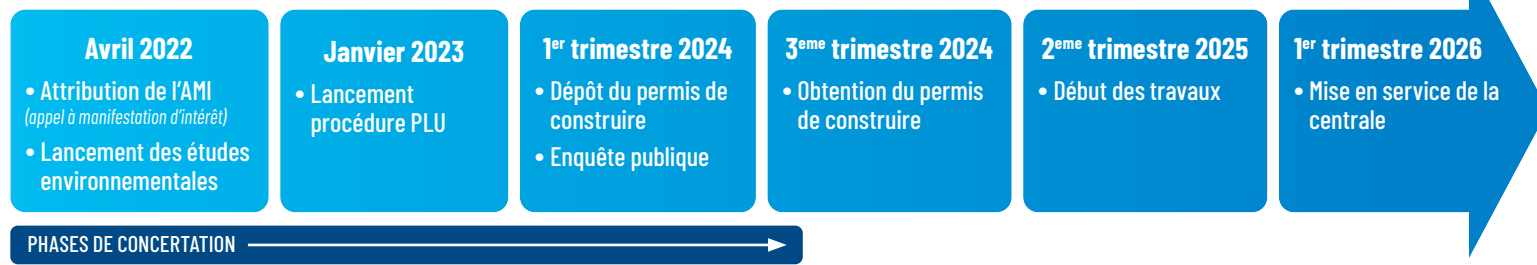 Avril 2022
• Attribution de l'AMI
(appel à manifestation d'intérêt)
• Lancement des études
environnementales
Janvier 2023
• Lancement
procédure PLU
1er trimestre 2024
• Dépôt du permis de
construire
• Enquête publique
3eme trimestre 2024
• Obtention du permis
de construire
2eme trimestre 2025
• Début des travaux
1er trimestre 2026
• Mise en service de la
centrale
PHASES DE CONCERTATION